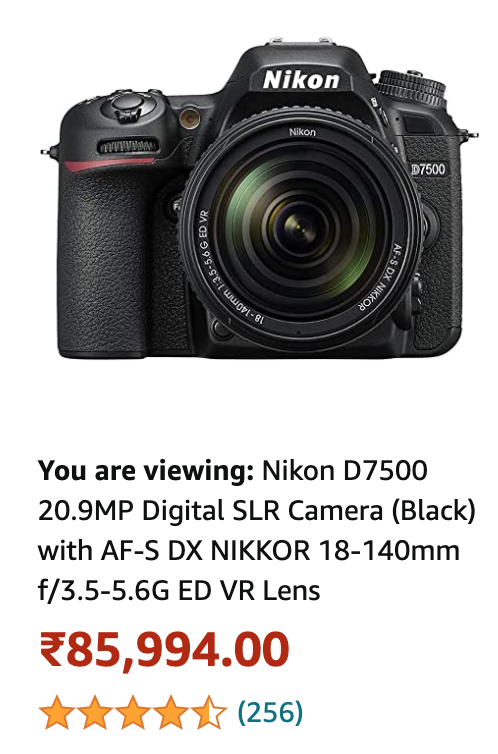 Nikon
Nikon
D7500
18-140mm 1:3.5-5.6G ED VR
AF-S DX NIKKOR
You are viewing: Nikon D7500
20.9MP Digital SLR Camera (Black)
with AF-S DX NIKKOR 18-140mm
f/3.5-5.6G ED VR Lens
₹85,994.00
(256)